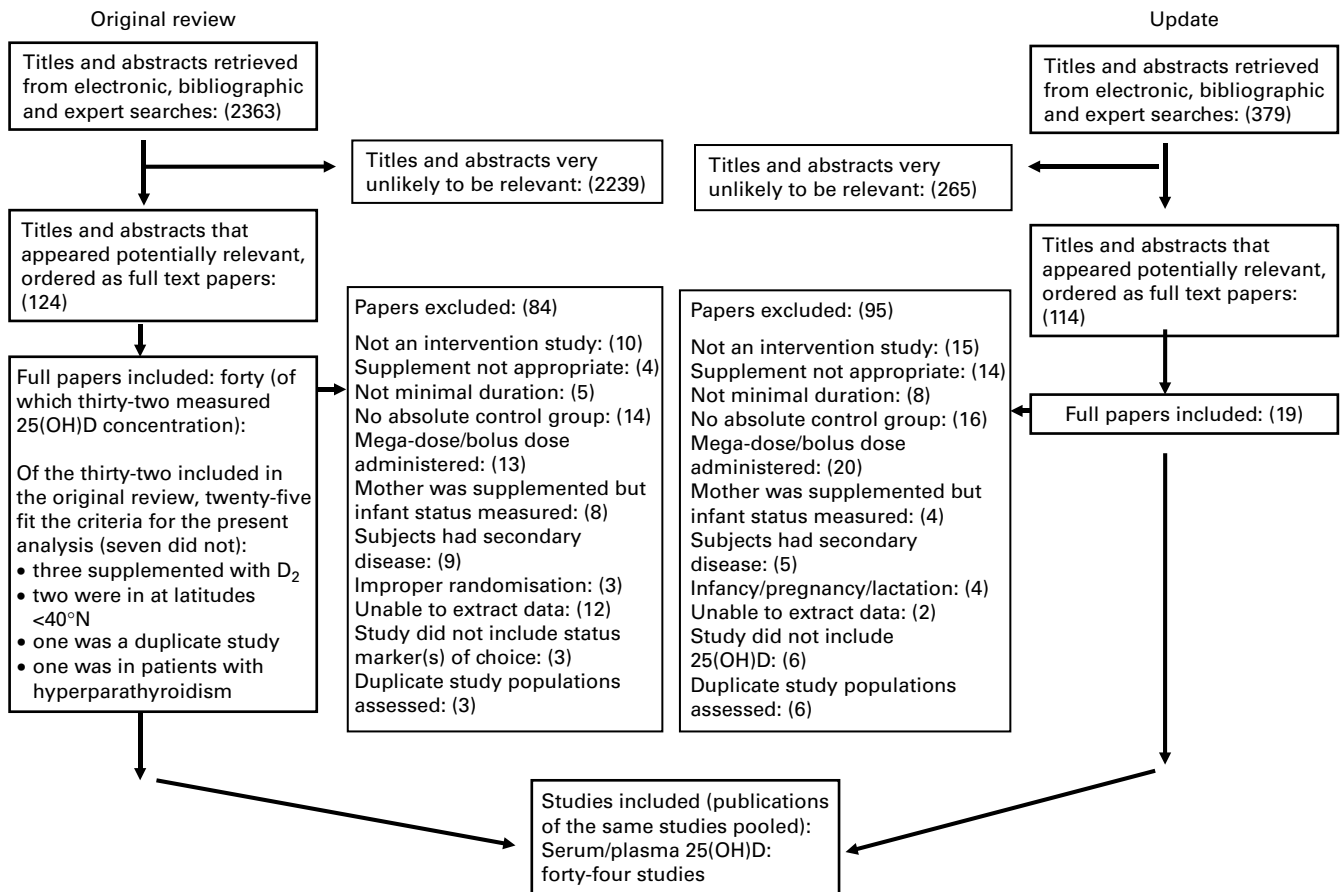 Original review
Update
Titles and abstracts retrieved
from electronic, bibliographic
and expert searches: (2363)
Titles and abstracts retrieved
from electronic, bibliographic
and expert searches: (379)
Titles and abstracts very
unlikely to be relevant: (2239)
Titles and abstracts very
unlikely to be relevant: (265)
Titles and abstracts that
appeared potentially relevant,
ordered as full text papers:
(124)
Titles and abstracts that
appeared potentially relevant,
ordered as full text papers:
(114)
Full papers included: forty (of
which thirty-two measured
25(OH)D concentration):
Of the thirty-two included in
the original review, twenty-five
fit the criteria for the present
analysis (seven did not):
• three supplemented with D₂
• two were in at latitudes
<40°N
• one was a duplicate study
• one was in patients with
hyperparathyroidism
Papers excluded: (84)
Not an intervention study: (10)
Supplement not appropriate: (4)
Not minimal duration: (5)
No absolute control group: (14)
Mega-dose/bolus dose
administered: (13)
Mother was supplemented but
infant status measured: (8)
Subjects had secondary
disease: (9)
Improper randomisation: (3)
Unable to extract data: (12)
Study did not include status
marker(s) of choice: (3)
Duplicate study populations
assessed: (3)
Papers excluded: (95)
Not an intervention study: (15)
Supplement not appropriate: (14)
Not minimal duration: (8)
No absolute control group: (16)
Mega-dose/bolus dose
administered: (20)
Mother was supplemented but
infant status measured: (4)
Subjects had secondary
disease: (5)
Infancy/pregnancy/lactation: (4)
Unable to extract data: (2)
Study did not include
25(OH)D: (6)
Duplicate study populations
assessed: (6)
Full papers included: (19)
Studies included (publications
of the same studies pooled):
Serum/plasma 25(OH)D:
forty-four studies